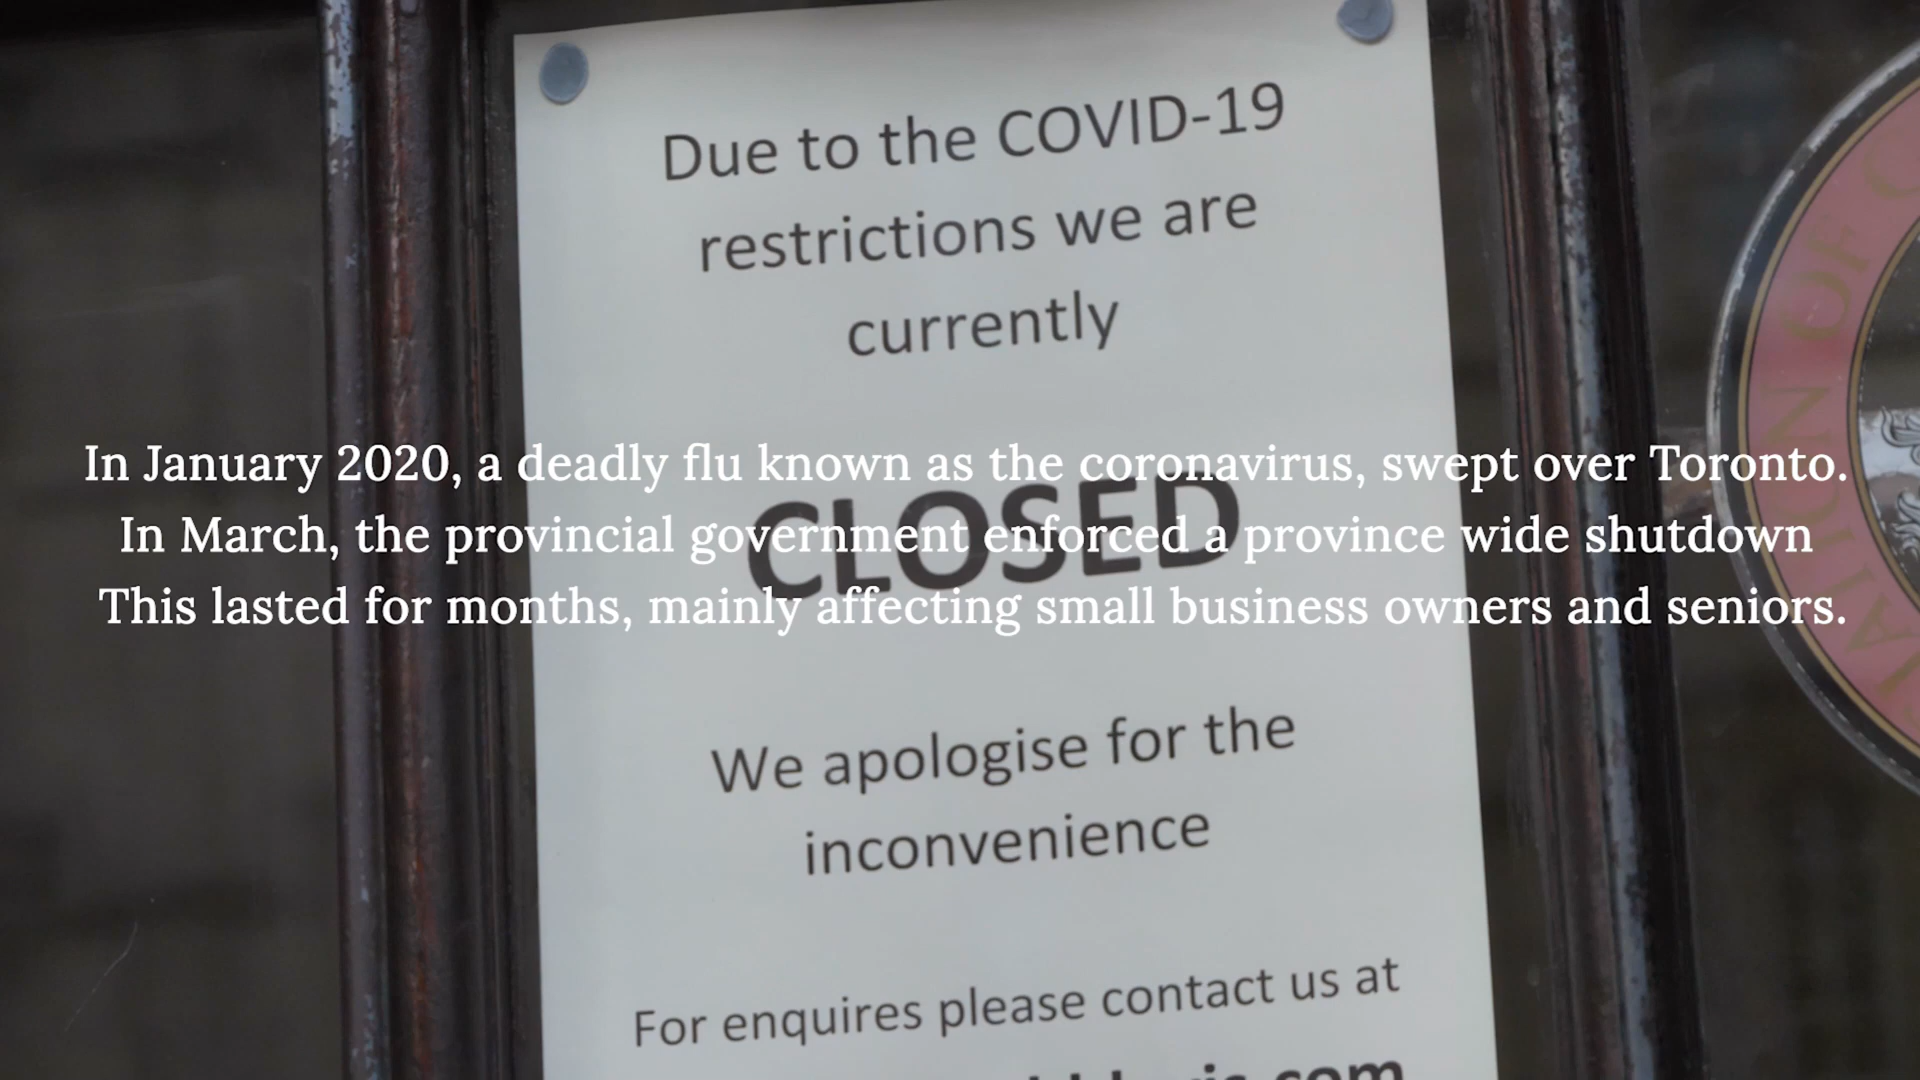 Due to the COVID-19
restrictions we are
currently
In January 2020, a deadly flu known as the coronavirus, swept over Toronto.
CLOSED
In March, the provincial government enforced a province wide shutdown
This lasted for months, mainly affecting small business owners and seniors.
We apologise for the
inconvenience
For enquires please contact us at